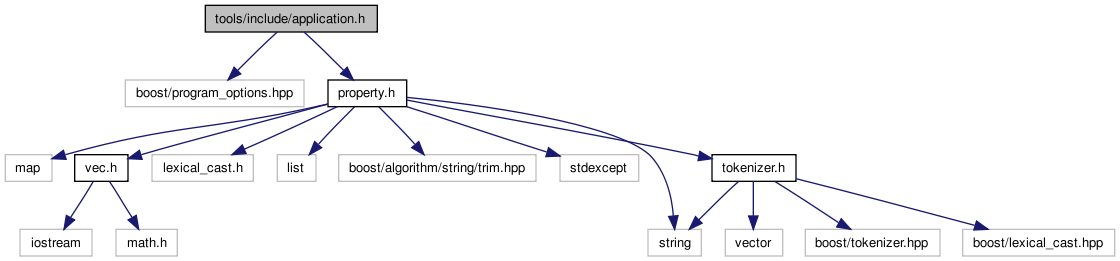 tools/include/application.h
boost/program_options.hpp
property.h
map
vec.h
lexical_cast.h
list
boost/algorithm/string/trim.hpp
stdexcept
tokenizer.h
iostream
math.h
string
vector
boost/tokenizer.hpp
boost/lexical_cast.hpp